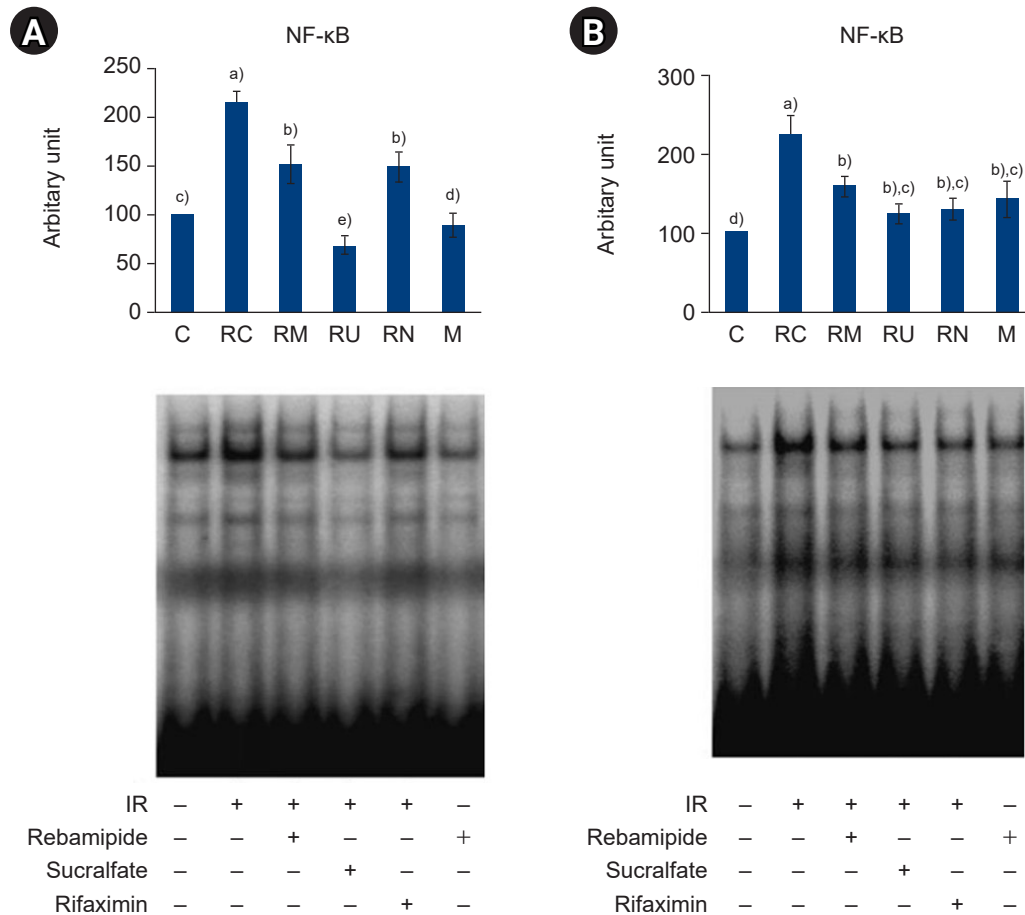 A
NF-κB
Arbitary unit
250
200
150
100
50
0
c)
a)
b)
e)
b)
d)
C RC RM RU RN M
IR – + + + + –
Rebamipide – – + – – +
Sucralfate – – – + – –
Rifaximin – – – – + –
B
NF-κB
Arbitary unit
300
200
100
0
d)
a)
b)
b),c)
b),c)
b),c)
C RC RM RU RN M
IR – + + + + –
Rebamipide – – + – – +
Sucralfate – – – + – –
Rifaximin – – – – + –